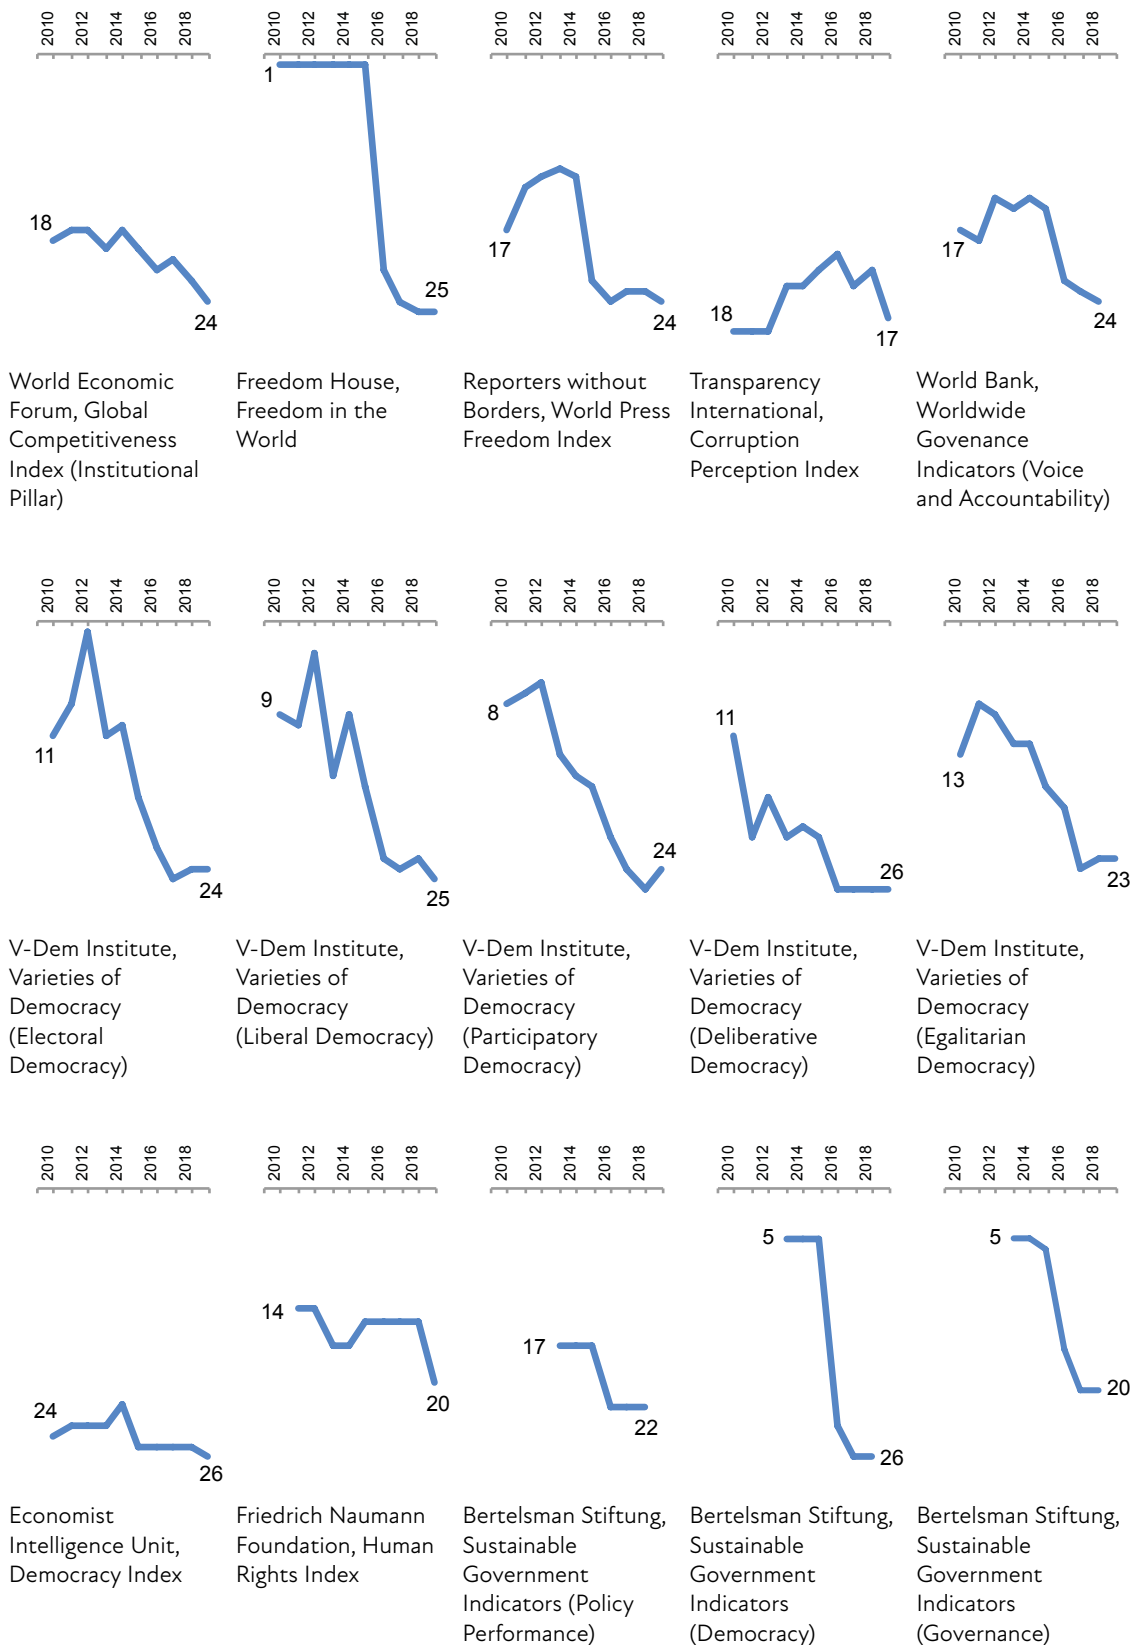 2010 2012 2014 2016 2018
2010 2012 2014 2016 2018
2010 2012 2014 2016 2018
2010 2012 2014 2016 2018
2010 2012 2014 2016 2018
18
24
1
25
17
24
18
17
17
24
World Economic
Forum, Global
Competitiveness
Index (Institutional
Pillar)
Freedom House,
Freedom in the
World
Reporters without
Borders, World Press
Freedom Index
Transparency
International,
Corruption
Perception Index
World Bank,
Worldwide
Govenance
Indicators (Voice
and Accountability)
2010 2012 2014 2016 2018
2010 2012 2014 2016 2018
2010 2012 2014 2016 2018
2010 2012 2014 2016 2018
2010 2012 2014 2016 2018
11
24
9
25
8
24
11
26
13
23
V-Dem Institute,
Varieties of
Democracy
(Electoral
Democracy)
V-Dem Institute,
Varieties of
Democracy
(Liberal Democracy)
V-Dem Institute,
Varieties of
Democracy
(Participatory
Democracy)
V-Dem Institute,
Varieties of
Democracy
(Deliberative
Democracy)
V-Dem Institute,
Varieties of
Democracy
(Egalitarian
Democracy)
2010 2012 2014 2016 2018
2010 2012 2014 2016 2018
2010 2012 2014 2016 2018
2010 2012 2014 2016 2018
2010 2012 2014 2016 2018
24
26
14
20
17
22
5
26
5
20
Economist
Intelligence Unit,
Democracy Index
Friedrich Naumann
Foundation, Human
Rights Index
Bertelsman Stiftung,
Sustainable
Government
Indicators (Policy
Performance)
Bertelsman Stiftung,
Sustainable
Government
Indicators
(Democracy)
Bertelsman Stiftung,
Sustainable
Government
Indicators
(Governance)